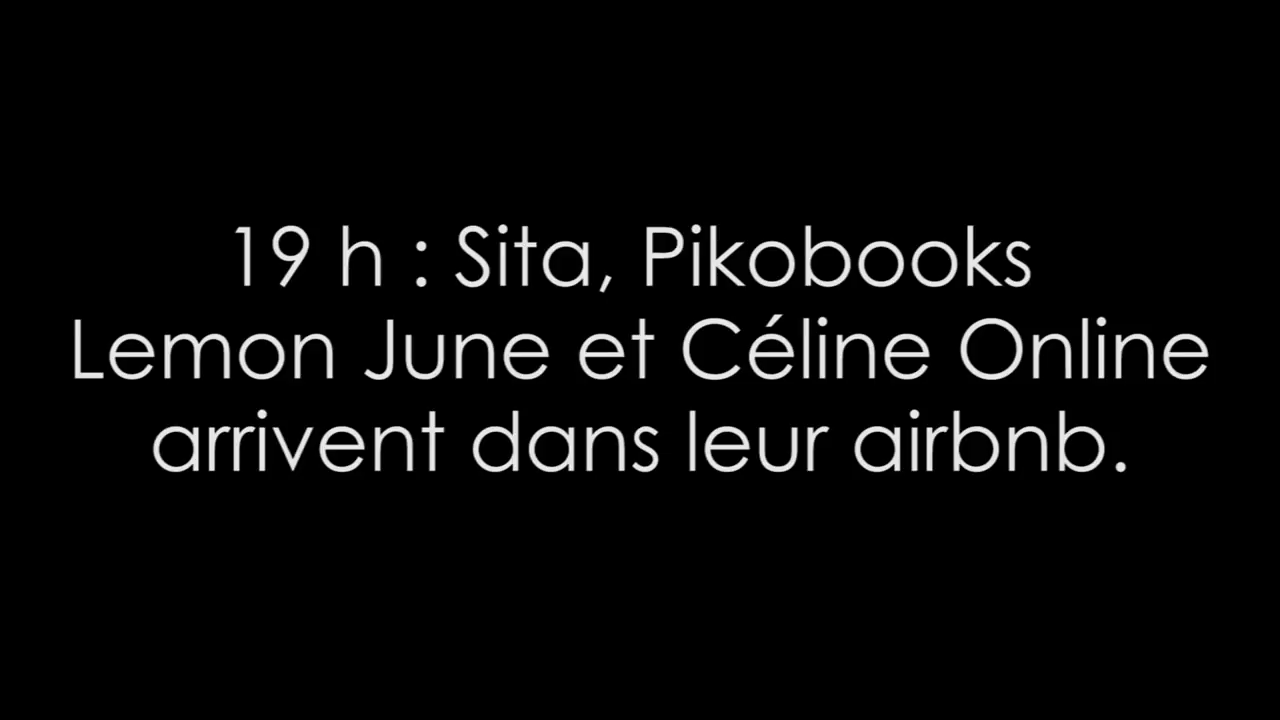 19 h : Sita, Pikobooks
Lemon June et Céline Online
arrivent dans leur airbnb.